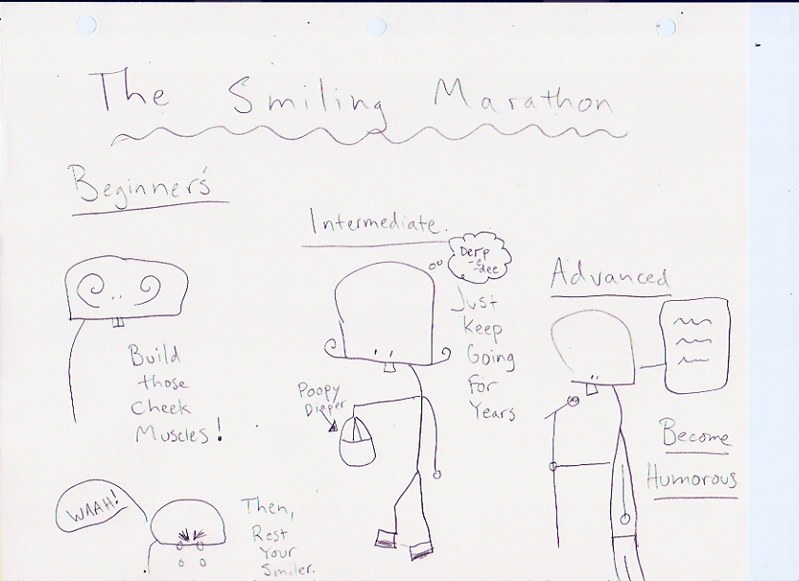 The Smiling Marathon
Beginner's
Build
those
Cheek
Muscles!
WAAH!
Then,
Rest
Your
Smiler.
Intermediate.
Derp
-e-
-dee
Just
Keep
Going
For
Years
Poopy
Diaper
Advanced
Become
Humorous